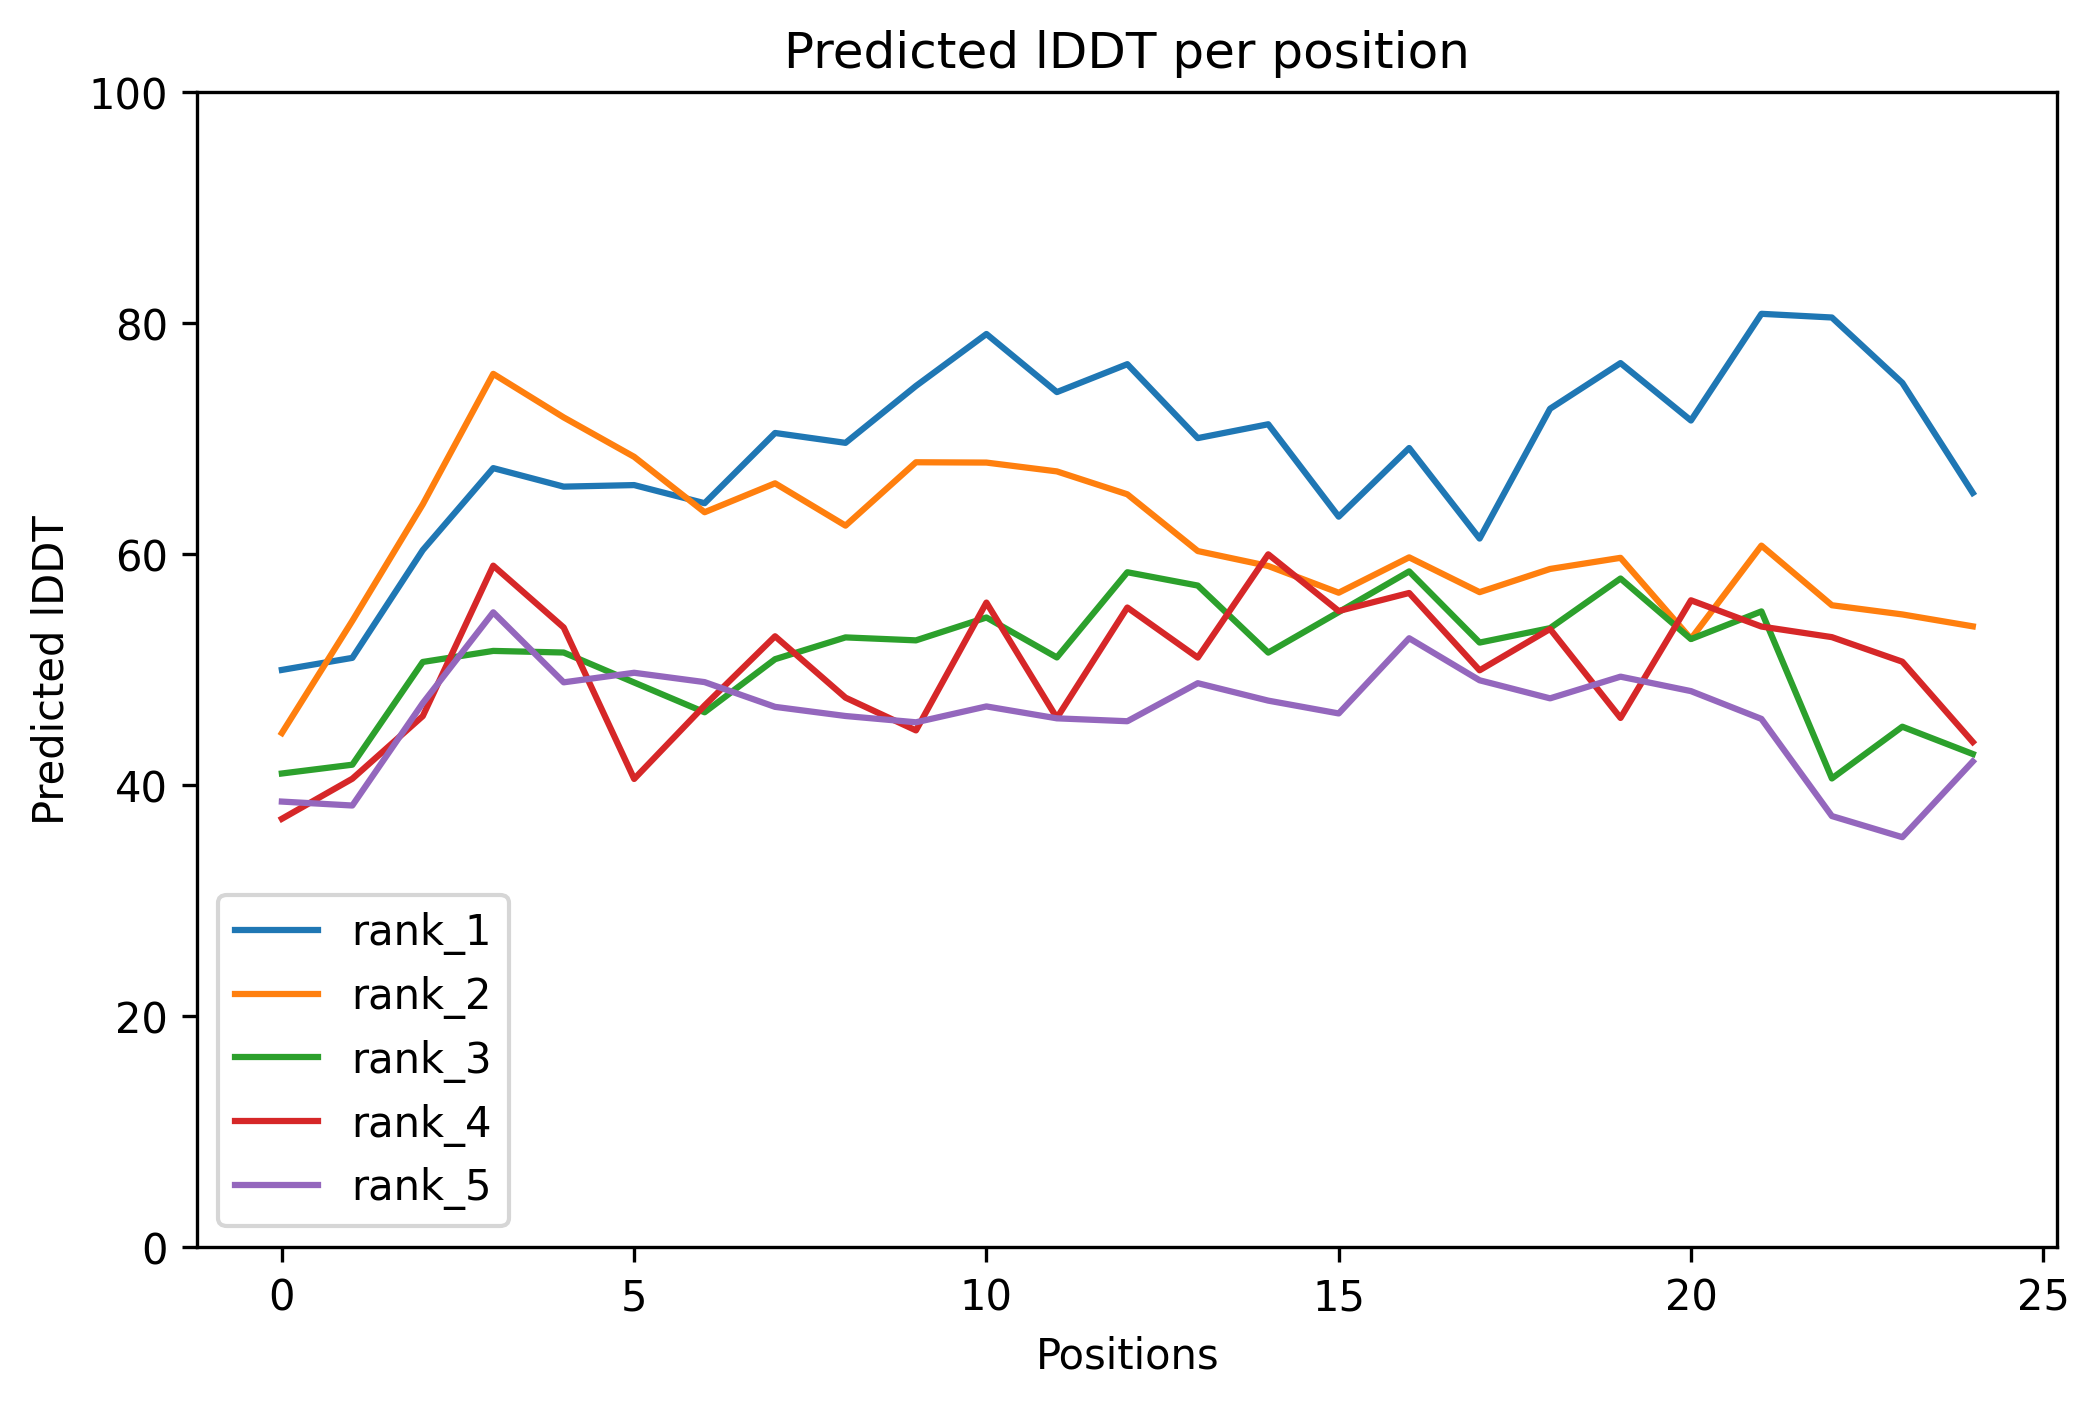 Predicted lDDT per position
Predicted lDDT
100
80
60
40
20
0
rank_1
rank_2
rank_3
rank_4
rank_5
0 5 10 15 20 25
Positions